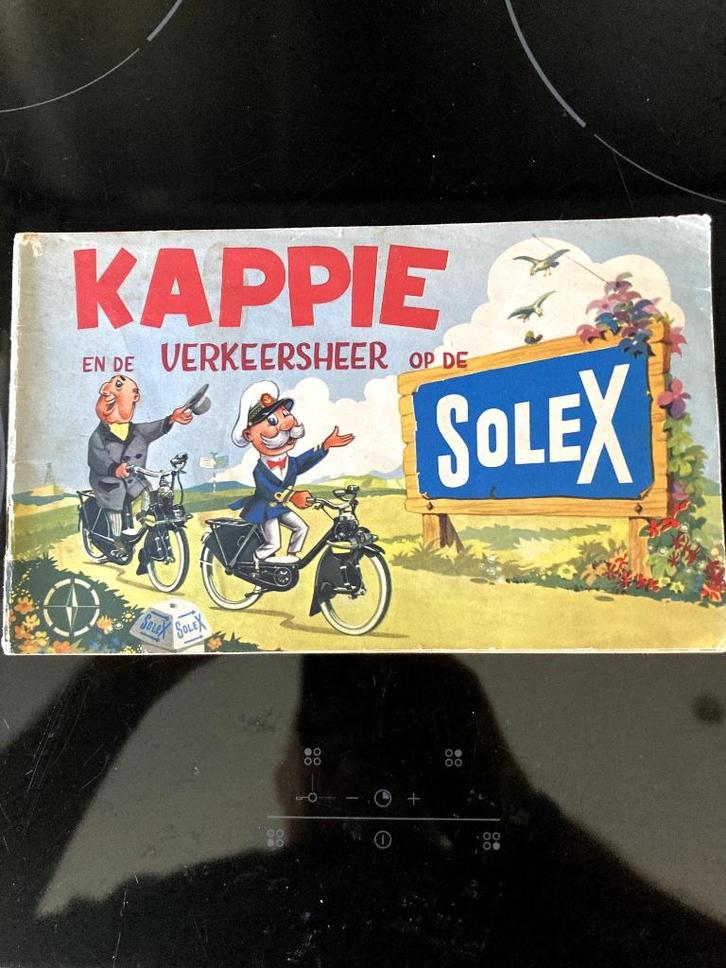 KAPPIE
EN DE VERKEERSHEER OP DE
SOLEX
SOLEX SOLEX